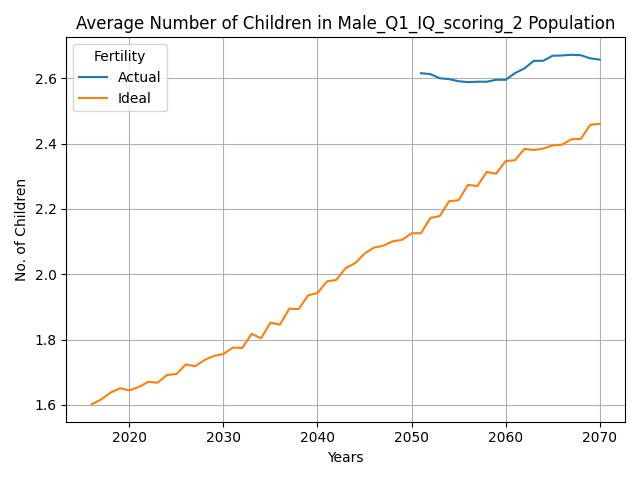 Average Number of Children in Male_Q1_IQ_scoring_2 Population
Fertility
Actual
Ideal
No. of Children
2.6
2.4
2.2
2.0
1.8
1.6
2020
2030
2040
2050
2060
2070
Years